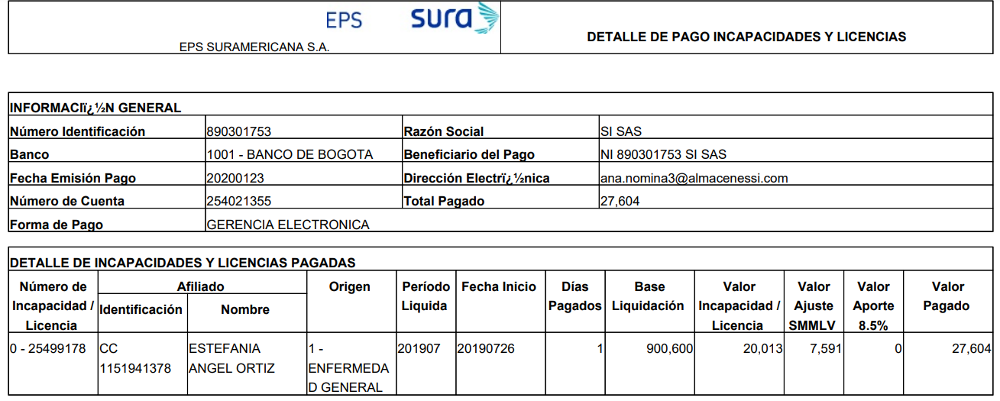 EPS sura
EPS SURAMERICANA S.A.
DETALLE DE PAGO INCAPACIDADES Y LICENCIAS
INFORMACIï¿½N GENERAL
Número Identificación 890301753 Razón Social SI SAS
Banco 1001 - BANCO DE BOGOTA Beneficiario del Pago NI 890301753 SI SAS
Fecha Emisión Pago 20200123 Dirección Electrï¿½nica ana.nomina3@almacenessi.com
Número de Cuenta 254021355 Total Pagado 27,604
Forma de Pago GERENCIA ELECTRONICA
DETALLE DE INCAPACIDADES Y LICENCIAS PAGADAS
Número de Afiliado Origen Período Fecha Inicio Días Base Valor Valor Valor Valor
Incapacidad / Identificación Nombre Liquida Pagados Liquidación Incapacidad / Ajuste Aporte Pagado
Licencia Licencia SMMLV 8.5%
0 - 25499178 CC ESTEFANIA 1 - 201907 20190726 1 900,600 20,013 7,591 0 27,604
1151941378 ANGEL ORTIZ ENFERMEDA
D GENERAL